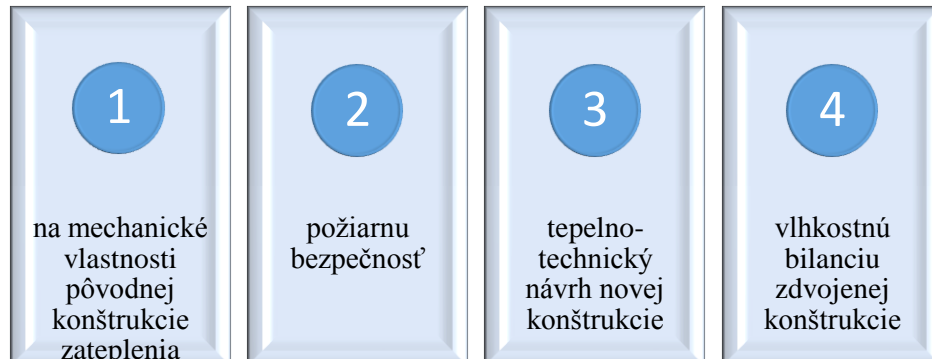 1
na mechanické
vlastnosti
pôvodnej
konštrukcie
zateplenia
2
požiarnu
bezpečnosť
3
tepelno-
technický
návrh novej
konštrukcie
4
vlhkostnú
bilanciu
zdvojenej
konštrukcie